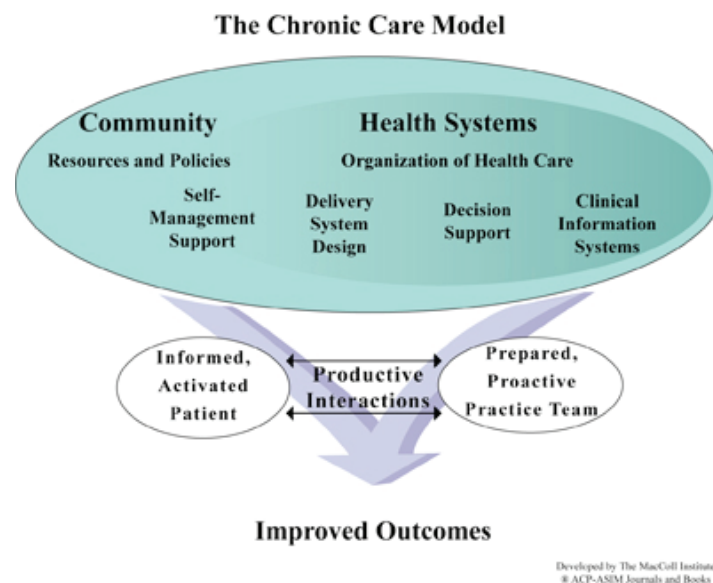 The Chronic Care Model
Community
Health Systems
Resources and Policies
Organization of Health Care
Self-
Management
Support
Delivery
System
Design
Decision
Support
Clinical
Information
Systems
Informed,
Activated
Patient
Productive
Interactions
Prepared,
Proactive
Practice Team
Improved Outcomes
Developed by The MacColl Institute
® ACP-ASIM Journals and Books